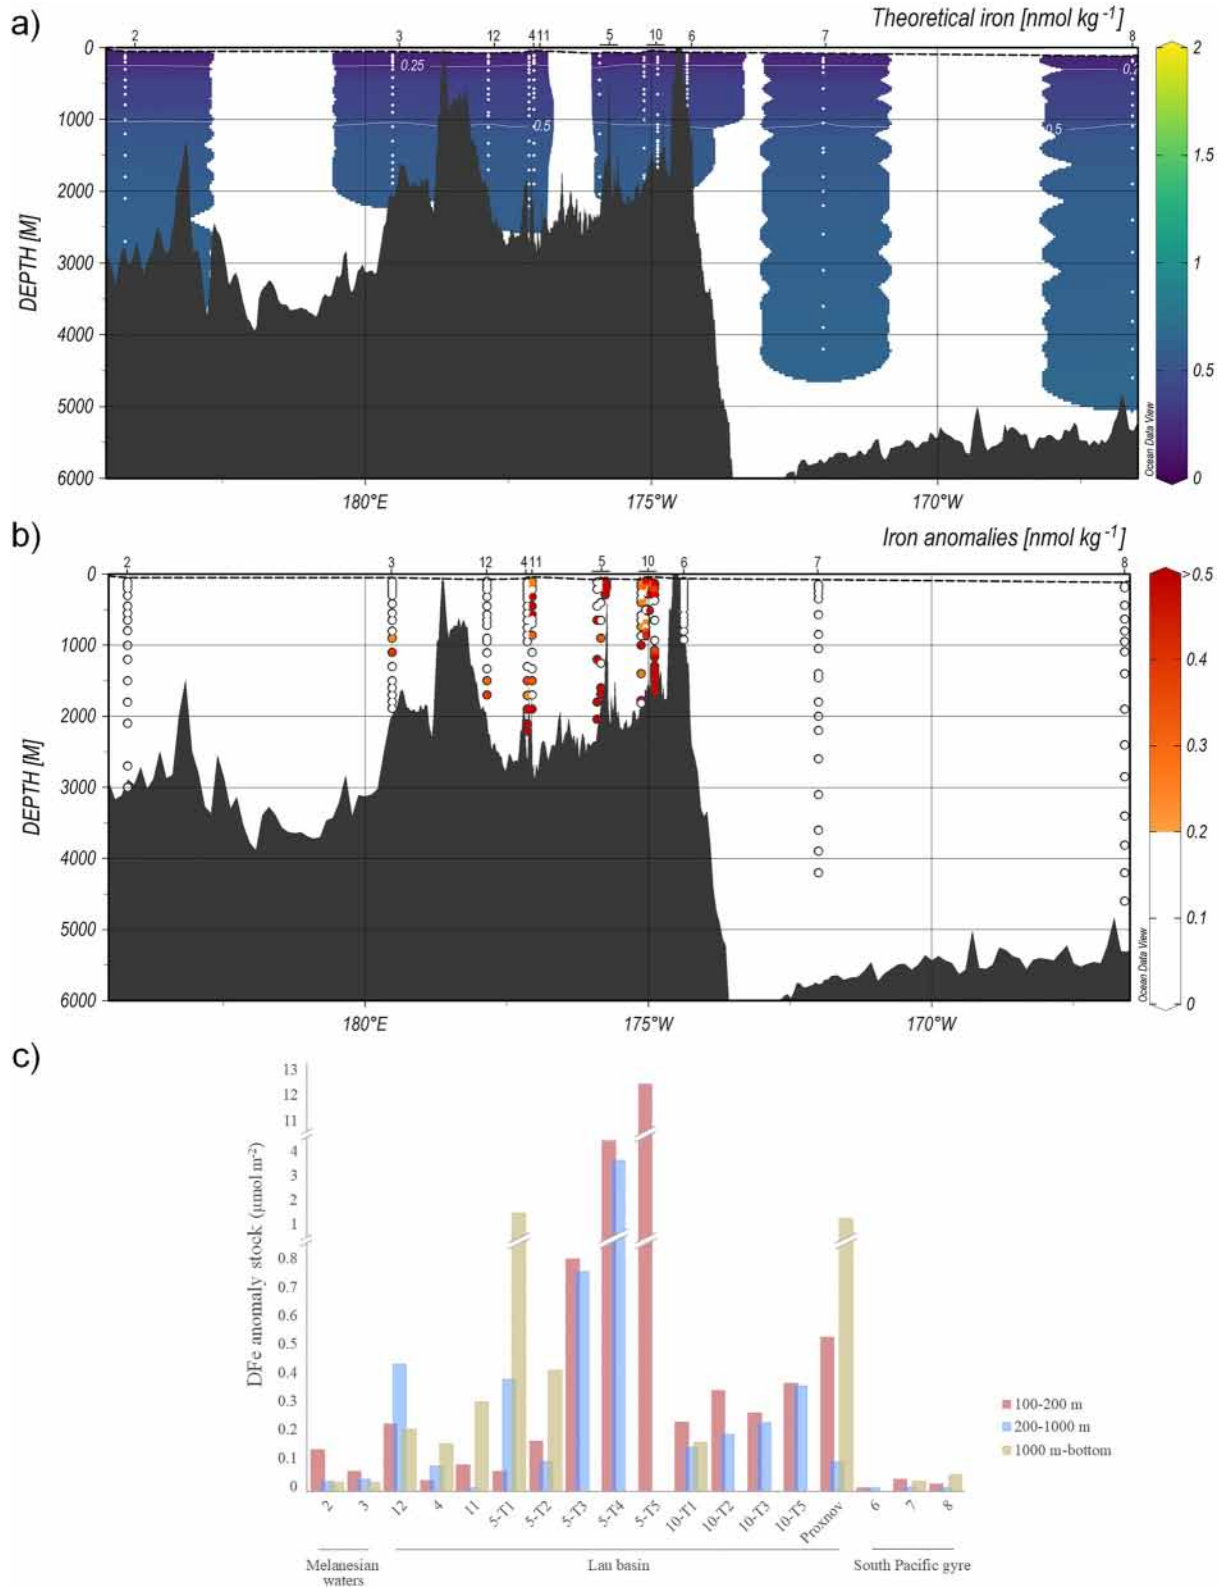 a)
Theoretical iron [nmol kg⁻¹]
2 3 12 4 11 5 10 6 7 8
0
1000
2000
3000
4000
5000
6000
DEPTH [M]
0.25
0.5
0.5
180°E 175°W 170°W
Ocean Data View
2
1.5
1
0.5
0
b)
Iron anomalies [nmol kg⁻¹]
2 3 12 4 11 5 10 6 7 8
0
1000
2000
3000
4000
5000
6000
DEPTH [M]
180°E 175°W 170°W
Ocean Data View
>0.5
0.4
0.3
0.2
0.1
0
c)
DFe anomaly stock (μmol m⁻²)
13
12
11
4
3
2
1
0.8
0.7
0.6
0.5
0.4
0.3
0.2
0.1
0
100-200 m
200-1000 m
1000 m-bottom
2 3 12 4 11 5-T1 5-T2 5-T3 5-T4 5-T5 10-T1 10-T2 10-T3 10-T5 Proxnov 6 7 8
Melanesian
waters
Lau basin
South Pacific gyre